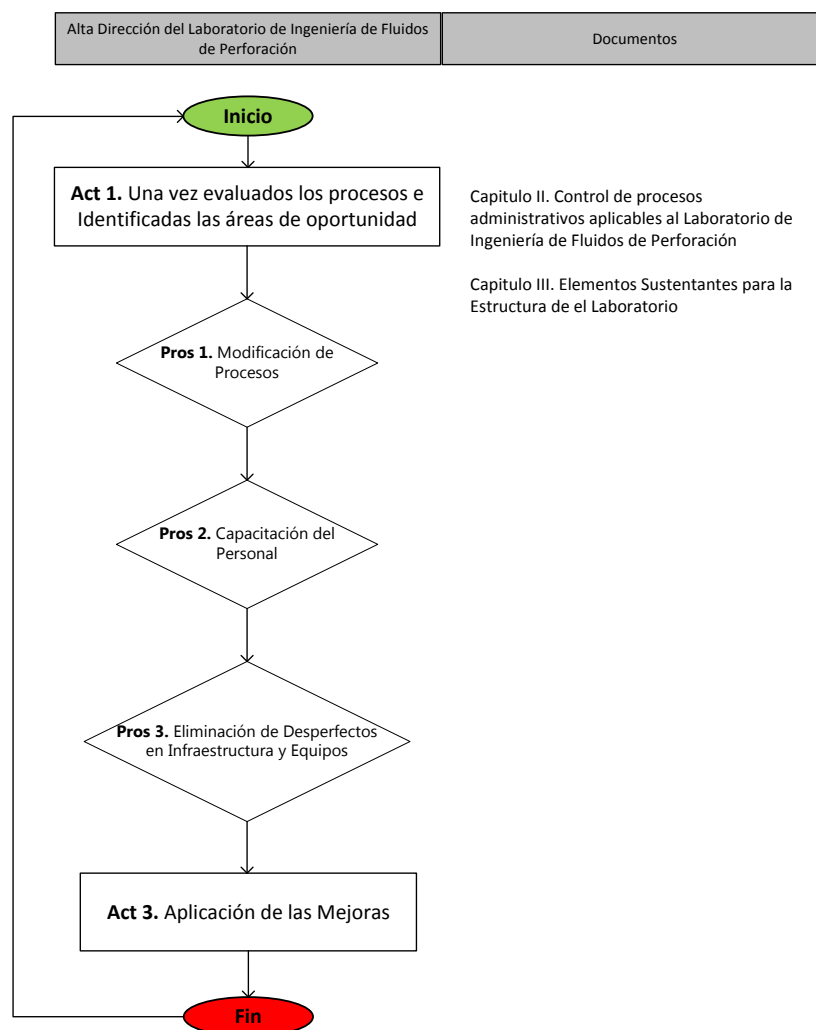 Alta Dirección del Laboratorio de Ingeniería de Fluidos
de Perforación
Documentos
Inicio
Act 1. Una vez evaluados los procesos e
Identificadas las áreas de oportunidad
Capitulo II. Control de procesos
administrativos aplicables al Laboratorio de
Ingeniería de Fluidos de Perforación
Capitulo III. Elementos Sustentantes para la
Estructura de el Laboratorio
Pros 1. Modificación de
Procesos
Pros 2. Capacitación del
Personal
Pros 3. Eliminación de Desperfectos
en Infraestructura y Equipos
Act 3. Aplicación de las Mejoras
Fin